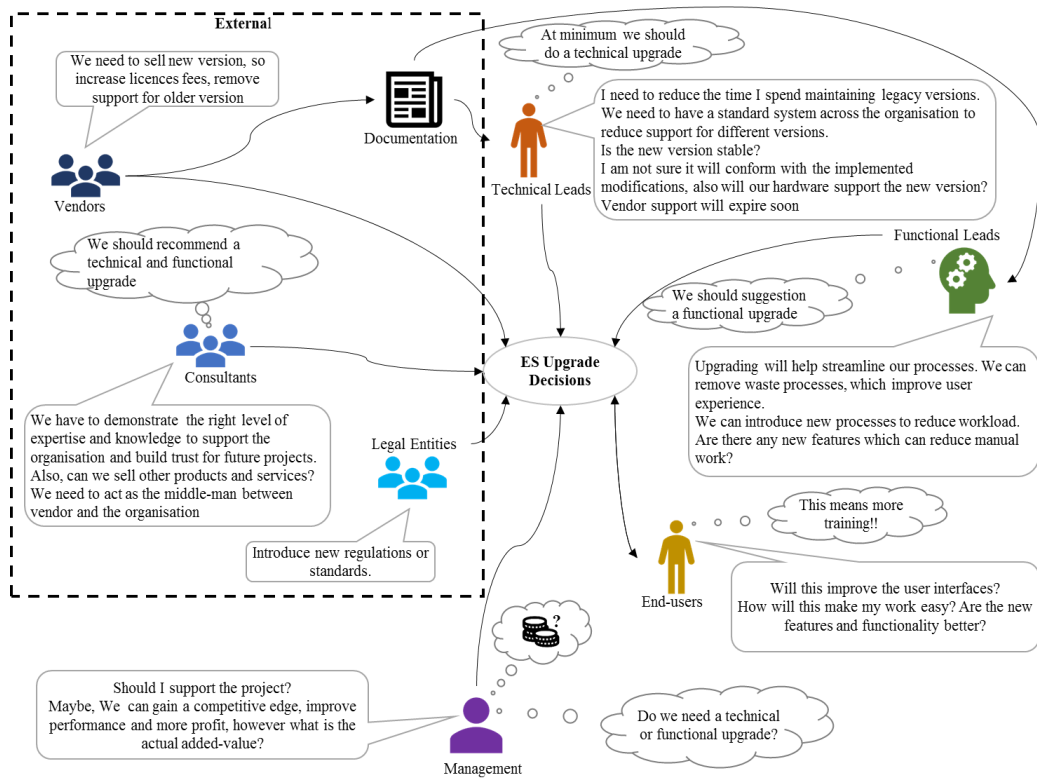 External
We need to sell new version, so
increase licences fees, remove
support for older version
Vendors
Documentation
At minimum we should
do a technical upgrade
Technical Leads
I need to reduce the time I spend maintaining legacy versions.
We need to have a standard system across the organisation to
reduce support for different versions.
Is the new version stable?
I am not sure it will conform with the implemented
modifications, also will our hardware support the new version?
Vendor support will expire soon
We should recommend a
technical and functional
upgrade
Consultants
We have to demonstrate the right level of
expertise and knowledge to support the
organisation and build trust for future projects.
Also, can we sell other products and services?
We need to act as the middle-man between
vendor and the organisation
Functional Leads
We should suggestion
a functional upgrade
Upgrading will help streamline our processes. We can
remove waste processes, which improve user
experience.
We can introduce new processes to reduce workload.
Are there any new features which can reduce manual
work?
ES Upgrade
Decisions
Legal Entities
Introduce new regulations or
standards.
This means more
training!!
End-users
Will this improve the user interfaces?
How will this make my work easy? Are the new
features and functionality better?
?
Should I support the project?
Maybe, We can gain a competitive edge, improve
performance and more profit, however what is the
actual added-value?
Management
Do we need a technical
or functional upgrade?